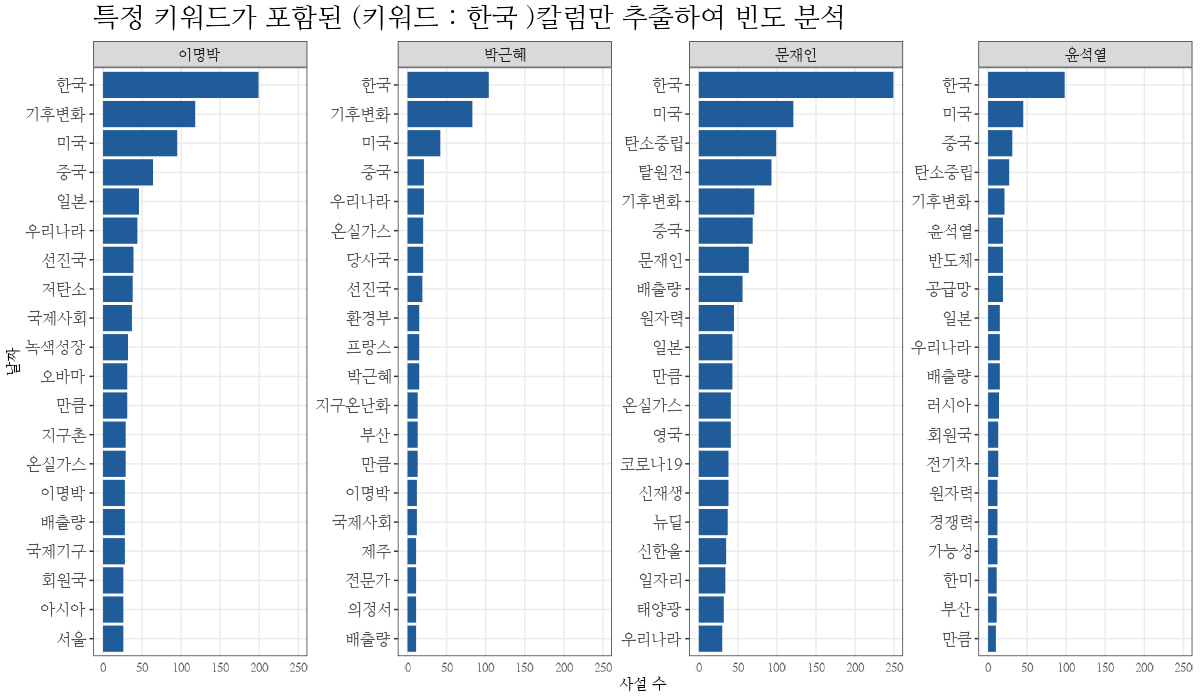 특정 키워드가 포함된 (키워드 : 한국 )칼럼만 추출하여 빈도 분석
이명박
한국
기후변화
미국
중국
일본
우리나라
선진국
저탄소
국제사회
녹색성장
오바마
만큼
지구촌
온실가스
이명박
배출량
국제기구
회원국
아시아
서울
0 50 100 150 200 250
박근혜
한국
기후변화
미국
중국
우리나라
온실가스
당사국
선진국
환경부
프랑스
박근혜
지구온난화
부산
만큼
이명박
국제사회
제주
전문가
의정서
배출량
0 50 100 150 200 250
문재인
한국
미국
탄소중립
탈원전
기후변화
중국
문재인
배출량
원자력
일본
만큼
온실가스
영국
코로나19
신재생
뉴딜
신한울
일자리
태양광
우리나라
0 50 100 150 200 250
윤석열
한국
미국
중국
탄소중립
기후변화
윤석열
반도체
공급망
일본
우리나라
배출량
러시아
회원국
전기차
원자력
경쟁력
가능성
한미
부산
만큼
0 50 100 150 200 250
날짜
사설 수